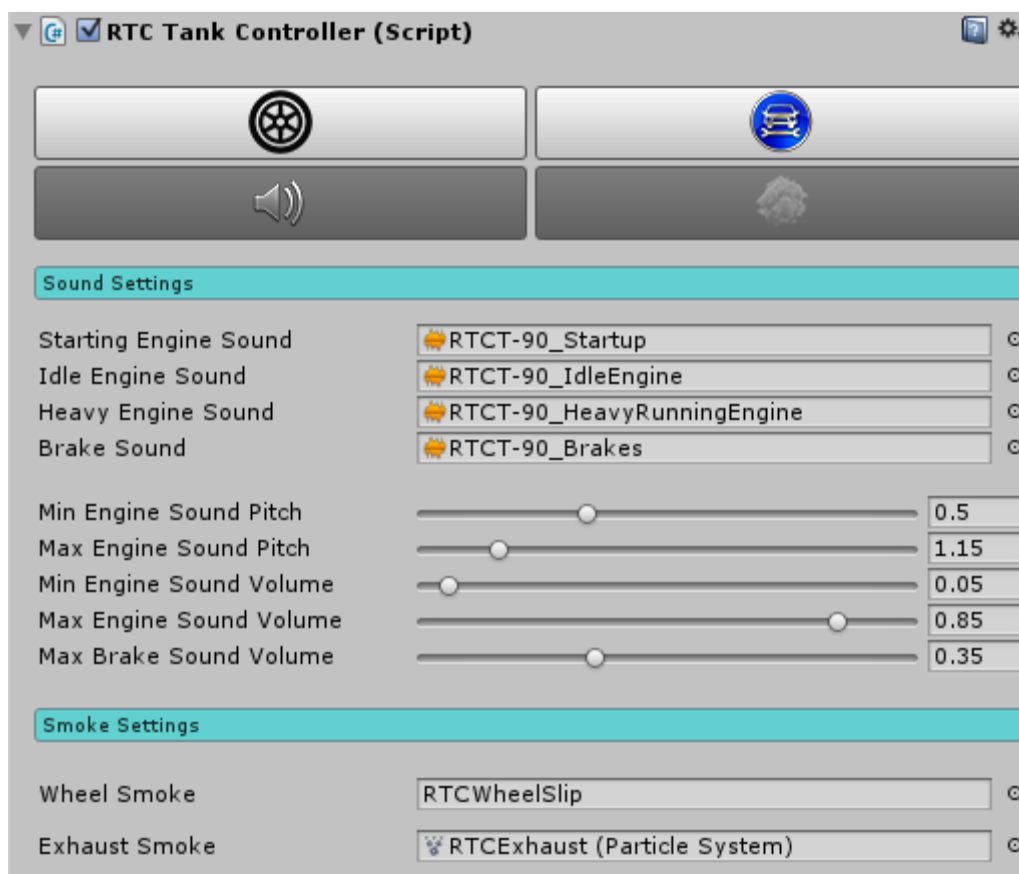 RTC Tank Controller (Script)
Sound Settings
Starting Engine Sound RTCT-90_Startup
Idle Engine Sound RTCT-90_IdleEngine
Heavy Engine Sound RTCT-90_HeavyRunningEngine
Brake Sound RTCT-90_Brakes
Min Engine Sound Pitch 0.5
Max Engine Sound Pitch 1.15
Min Engine Sound Volume 0.05
Max Engine Sound Volume 0.85
Max Brake Sound Volume 0.35
Smoke Settings
Wheel Smoke RTCWheelSlip
Exhaust Smoke RTCExhaust (Particle System)